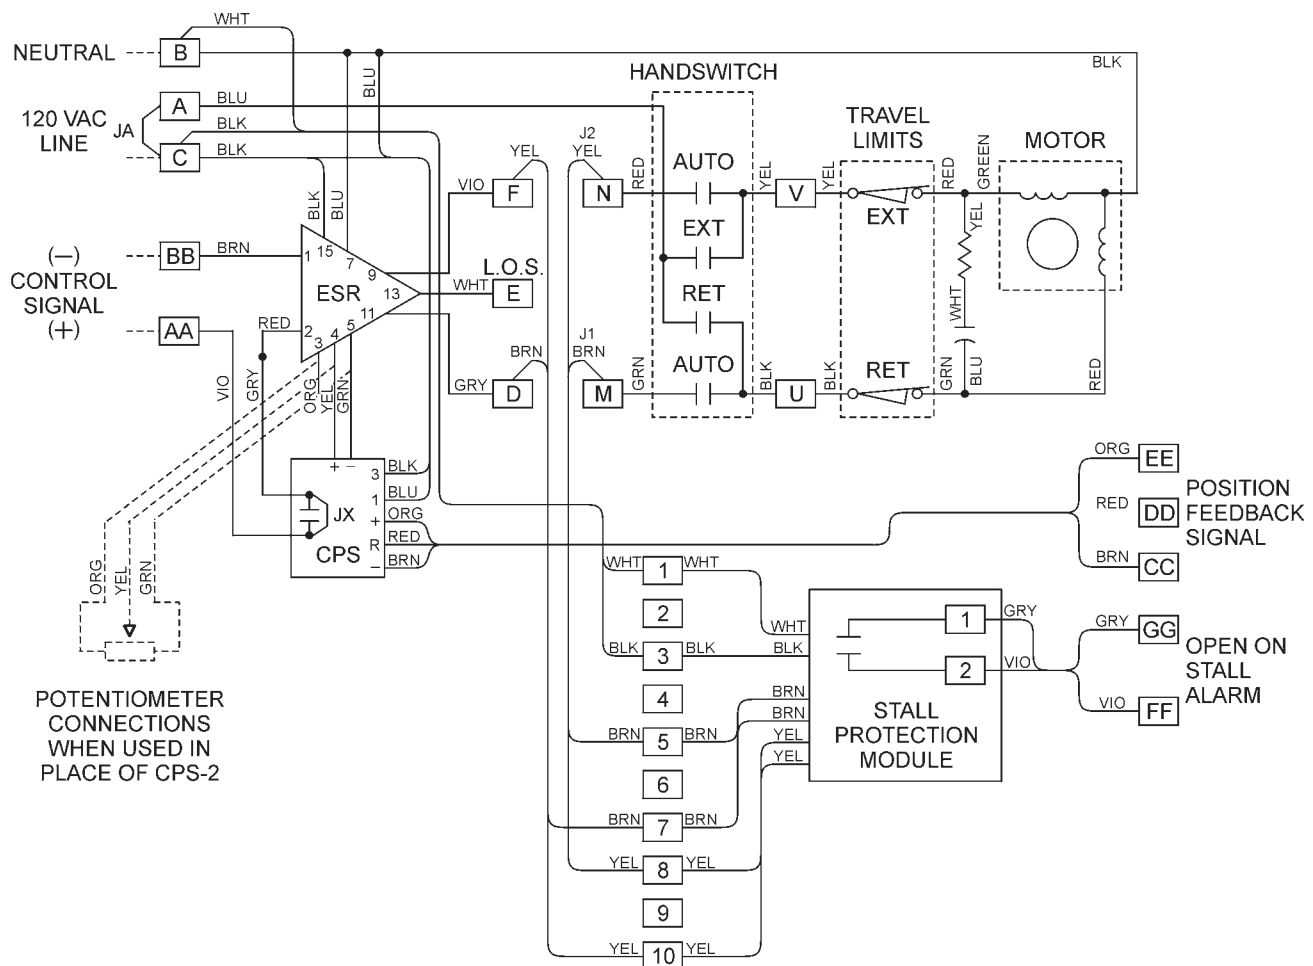 WHT
NEUTRAL
B
BLU
BLK
HANDSWITCH
A
BLU
120 VAC
LINE
JA
BLK
C
BLK
TRAVEL
LIMITS
MOTOR
J2
YEL
YEL
RED
AUTO
YEL
YEL
RED
GREEN
VIO
F
N
V
EXT
YEL
EXT
BLK
BLU
(—)
CONTROL
SIGNAL
(+)
BB
BRN
1
15
7
9
ESR
13
11
2
3
4
5
WHT
L.O.S.
E
RET
WHT
RED
AA
J1
BRN
BRN
GRN
AUTO
BLK
BLK
RET
GRN
BLU
RED
VIO
GRY
ORG
YEL
GRN
GRY
D
M
U
+ –
3
BLK
1
BLU
+
ORG
R
RED
–
BRN
JX
CPS
ORG
EE
RED
DD
BRN
CC
POSITION
FEEDBACK
SIGNAL
ORG
YEL
GRN
WHT
1
WHT
2
WHT
BLK
3
BLK
BLK
4
BRN
BRN
YEL
YEL
BRN
5
BRN
6
BRN
7
BRN
YEL
8
YEL
9
YEL
10
YEL
1
GRY
2
VIO
STALL
PROTECTION
MODULE
GRY
GG
VIO
FF
OPEN ON
STALL
ALARM
POTENTIOMETER
CONNECTIONS
WHEN USED IN
PLACE OF CPS-2